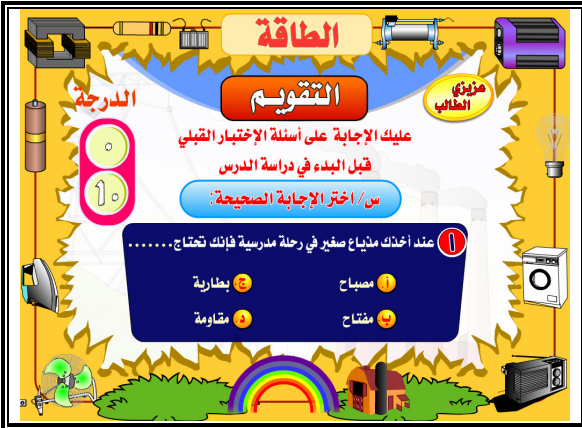 الطاقة
عزيزي
الطالب
التقويم
الدرجة
٠
١٠
عليك الإجابة على أسئلة الإختبار القبلي
قبل البدء في دراسة الدرس
س/ اختر الإجابة الصحيحة:
١ عند أخذك مذياع صغير في رحلة مدرسية فإنك تحتاج.......
أ مصباح
ج بطارية
ب مفتاح
د مقاومة